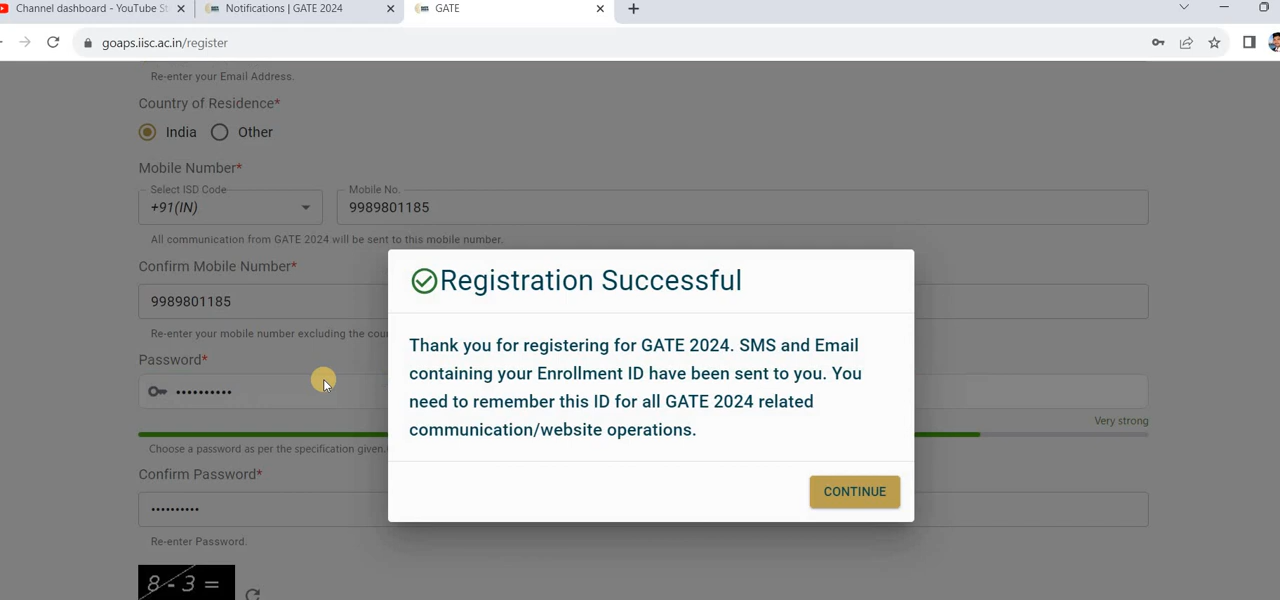 Channel dashboard - YouTube St
Notifications | GATE 2024
GATE
goaps.iisc.ac.in/register
Re-enter your Email Address.
Country of Residence*
India
Other
Mobile Number*
Select ISD Code
Mobile No.
+91(IN)
9989801185
All communication from GATE 2024 will be sent to this mobile number.
Confirm Mobile Number*
9989801185
Re-enter your mobile number excluding the cou
Registration Successful
Thank you for registering for GATE 2024. SMS and Email
containing your Enrollment ID have been sent to you. You
need to remember this ID for all GATE 2024 related
communication/website operations.
CONTINUE
Password*
••••••••••
Very strong
Choose a password as per the specification given.
Confirm Password*
••••••••••
Re-enter Password.
8 - 3 =